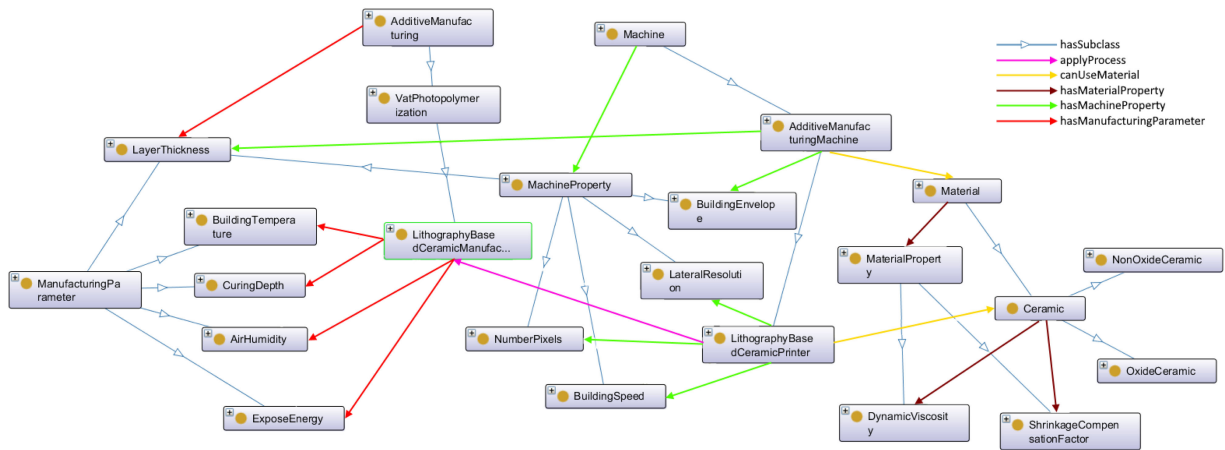 AdditiveManufac
turing
Machine
hasSubclass
applyProcess
canUseMaterial
hasMaterialProperty
hasMachineProperty
hasManufacturingParameter
VatPhotopolymer
ization
AdditiveManufac
turingMachine
LayerThickness
MachineProperty
Material
BuildingEnvelop
e
BuildingTempera
ture
LithographyBase
dCeramicManufac...
MaterialPropert
y
NonOxideCeramic
LateralResoluti
on
ManufacturingPa
rameter
CuringDepth
Ceramic
AirHumidity
NumberPixels
LithographyBase
dCeramicPrinter
OxideCeramic
BuildingSpeed
ExposeEnergy
DynamicViscosit
y
ShrinkageCompen
sationFactor